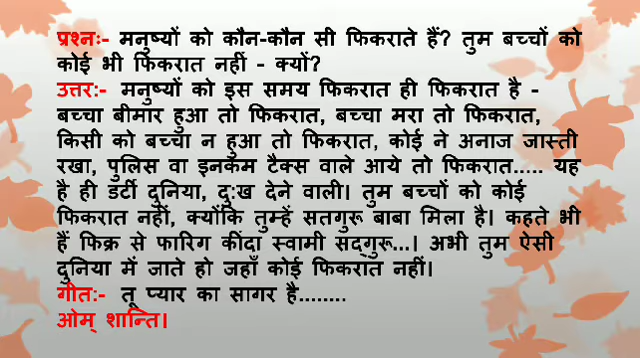 प्रश्नः- मनुष्यों को कौन-कौन सी फिकराते हैं? तुम बच्चों को
कोई भी फिकरात नहीं - क्यों?
उत्तर:- मनुष्यों को इस समय फिकरात ही फिकरात है -
बच्चा बीमार हुआ तो फिकरात, बच्चा मरा तो फिकरात,
किसी को बच्चा न हुआ तो फिकरात, कोई ने अनाज जास्ती
रखा, पुलिस वा इनकम टैक्स वाले आये तो फिकरात..... यह
है ही डर्टी दुनिया, दु:ख देने वाली। तुम बच्चों को कोई
फिकरात नहीं, क्योंकि तुम्हें सतगुरू बाबा मिला है। कहते भी
हैं फिक्र से फारिग कींदा स्वामी सद्गुरू...। अभी तुम ऐसी
दुनिया में जाते हो जहाँ कोई फिकरात नहीं।
गीत:- तू प्यार का सागर है........
ओम् शान्ति।